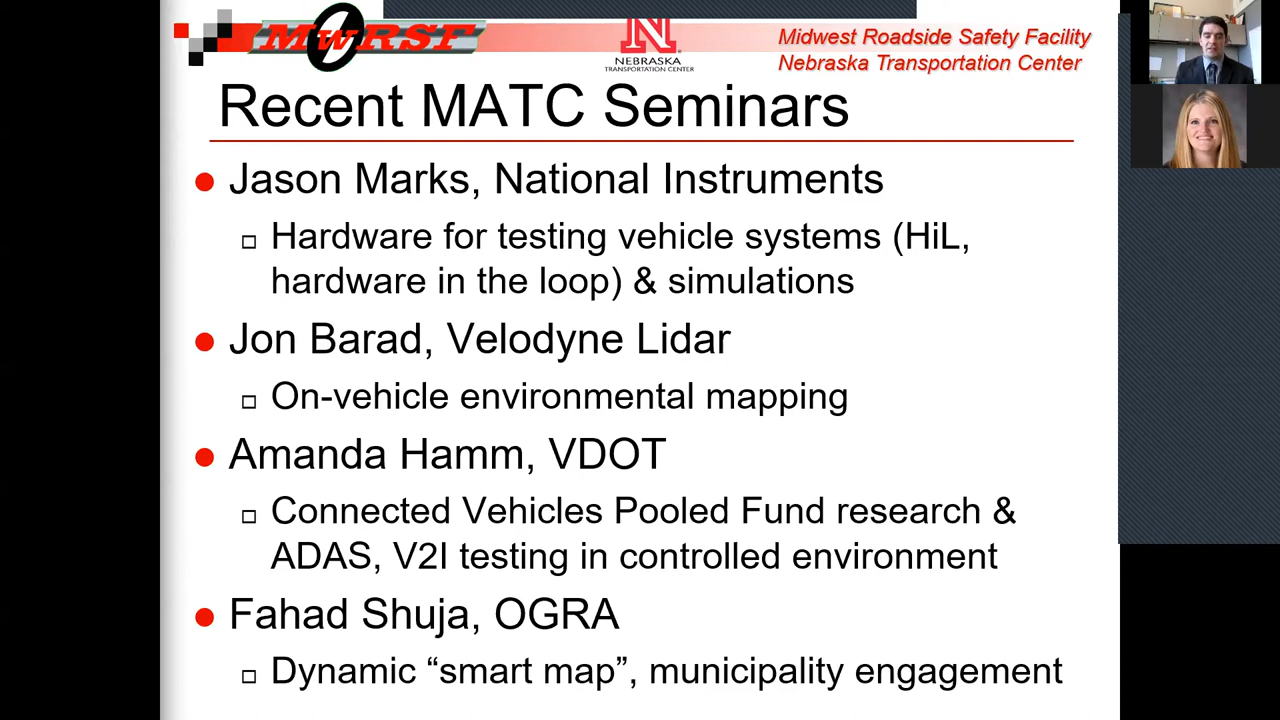 MwRSF
N
NEBRASKA
TRANSPORTATION CENTER
Midwest Roadside Safety Facility
Nebraska Transportation Center
Recent MATC Seminars
Jason Marks, National Instruments
Hardware for testing vehicle systems (HiL,
hardware in the loop) & simulations
Jon Barad, Velodyne Lidar
On-vehicle environmental mapping
Amanda Hamm, VDOT
Connected Vehicles Pooled Fund research &
ADAS, V2I testing in controlled environment
Fahad Shuja, OGRA
Dynamic “smart map”, municipality engagement